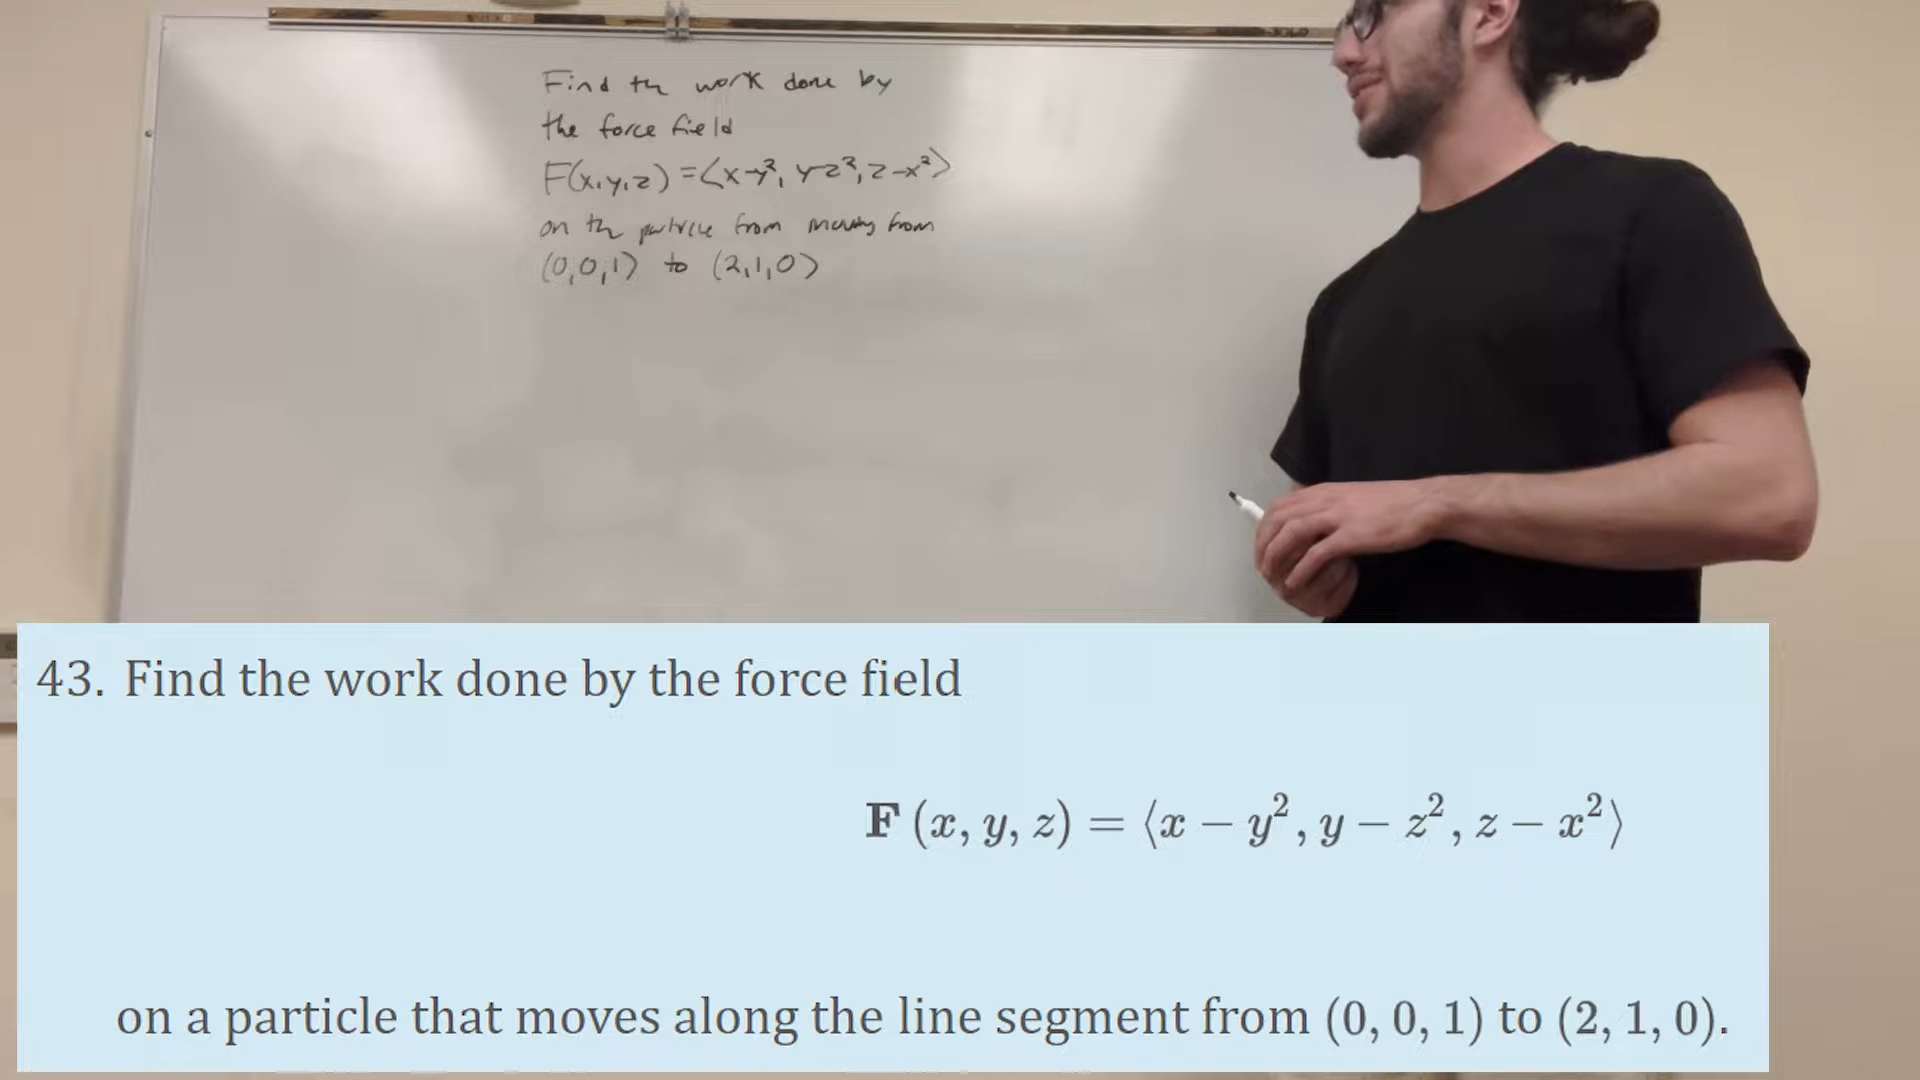 Find the work done by
the force field
F(x,y,z) = ⟨x-y², y-z², z-x²⟩
on the particle from moving from
(0,0,1) to (2,1,0)
43. Find the work done by the force field
F (x, y, z) = ⟨x − y², y − z², z − x²⟩
on a particle that moves along the line segment from (0, 0, 1) to (2, 1, 0).